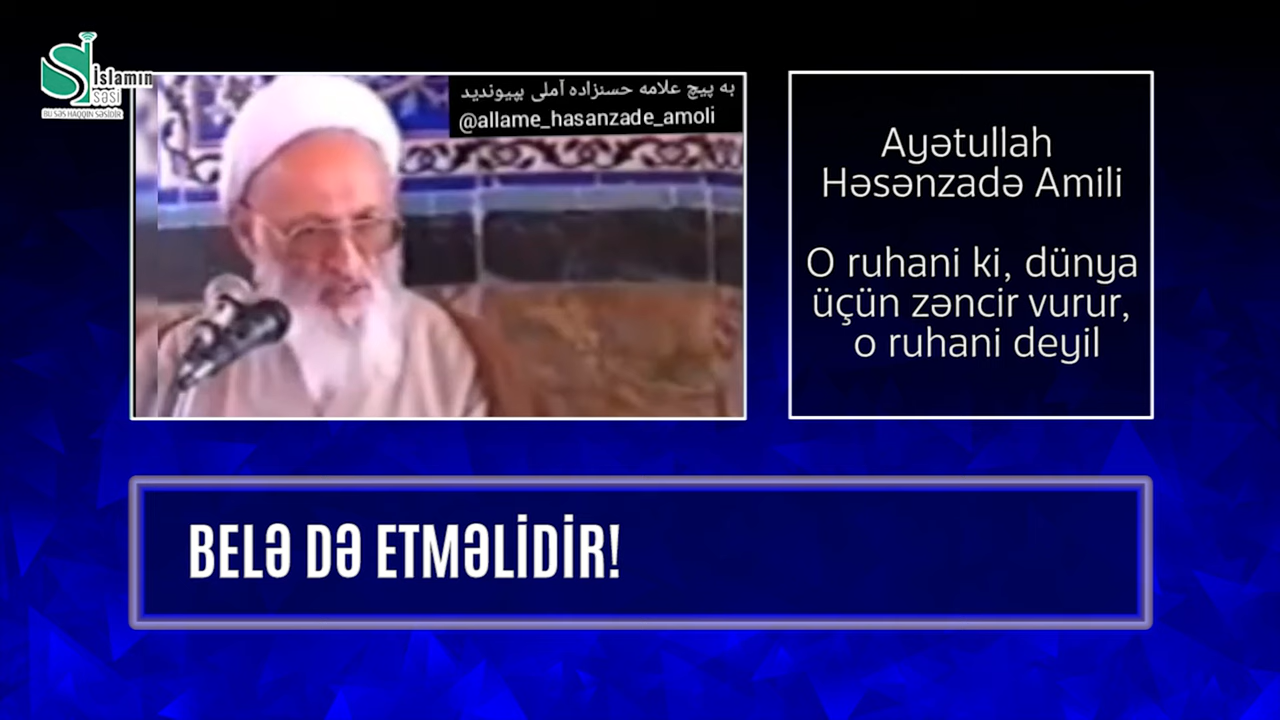 İslamın
səsi
BU SƏS HAQQIN SƏSİDİR
به پیج علامه حسنزاده آملی بپیوندید
@allame_hasanzade_amoli
Ayətullah
Həsənzadə Amili
O ruhani ki, dünya
üçün zəncir vurur,
o ruhani deyil
BELƏ DƏ ETMƏLİDİR!